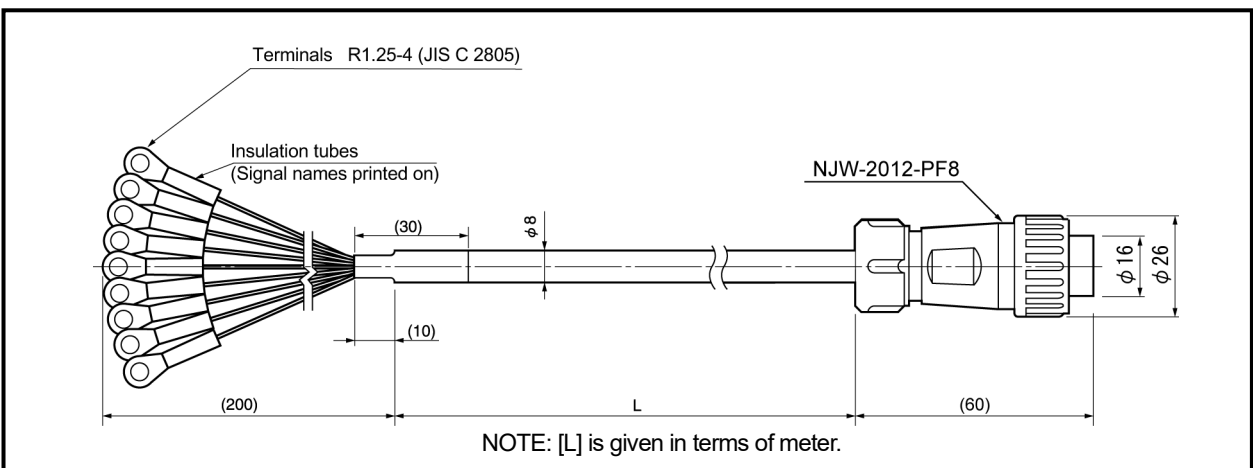 Terminals R1.25-4 (JIS C 2805)
Insulation tubes
(Signal names printed on)
NJW-2012-PF8
(30)
φ8
φ16
φ26
(10)
(200)
L
(60)
NOTE: [L] is given in terms of meter.